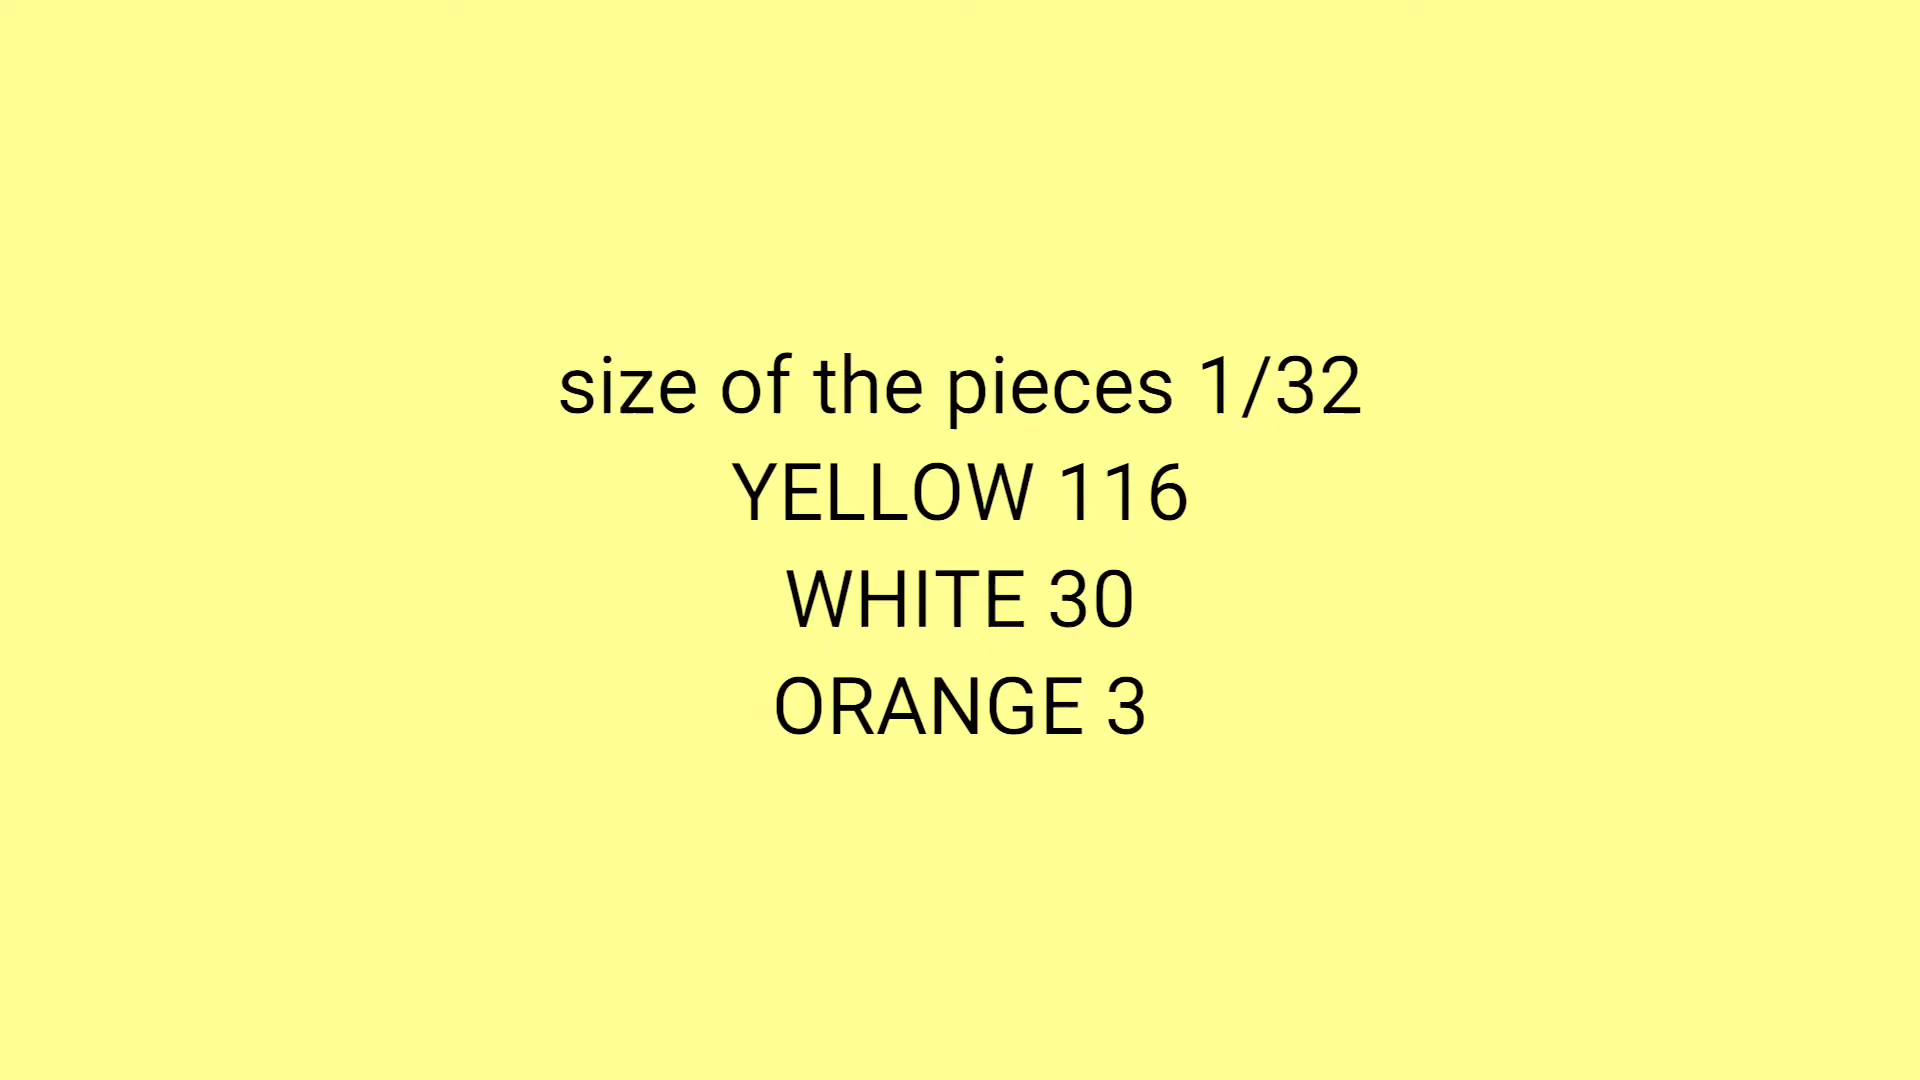 size of the pieces 1/32
YELLOW 116
WHITE 30
ORANGE 3